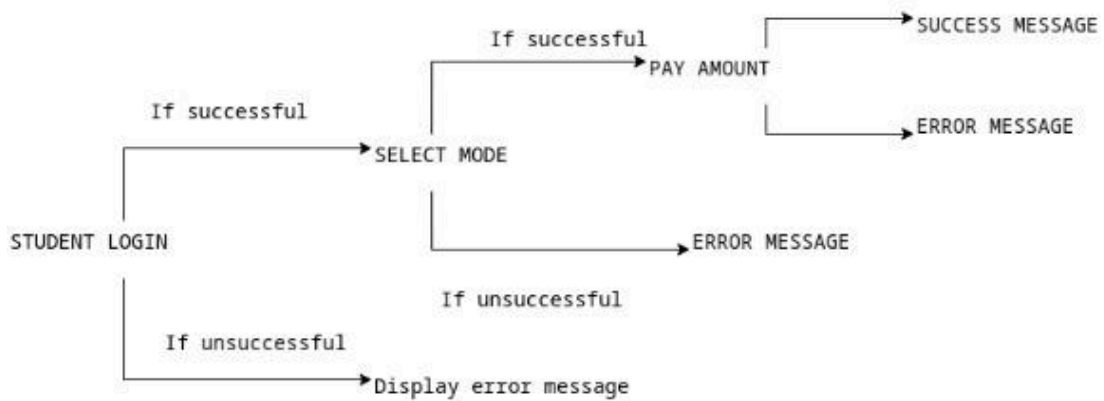 SUCCESS MESSAGE
If successful
PAY AMOUNT
If successful
ERROR MESSAGE
SELECT MODE
STUDENT LOGIN
ERROR MESSAGE
If unsuccessful
If unsuccessful
Display error message